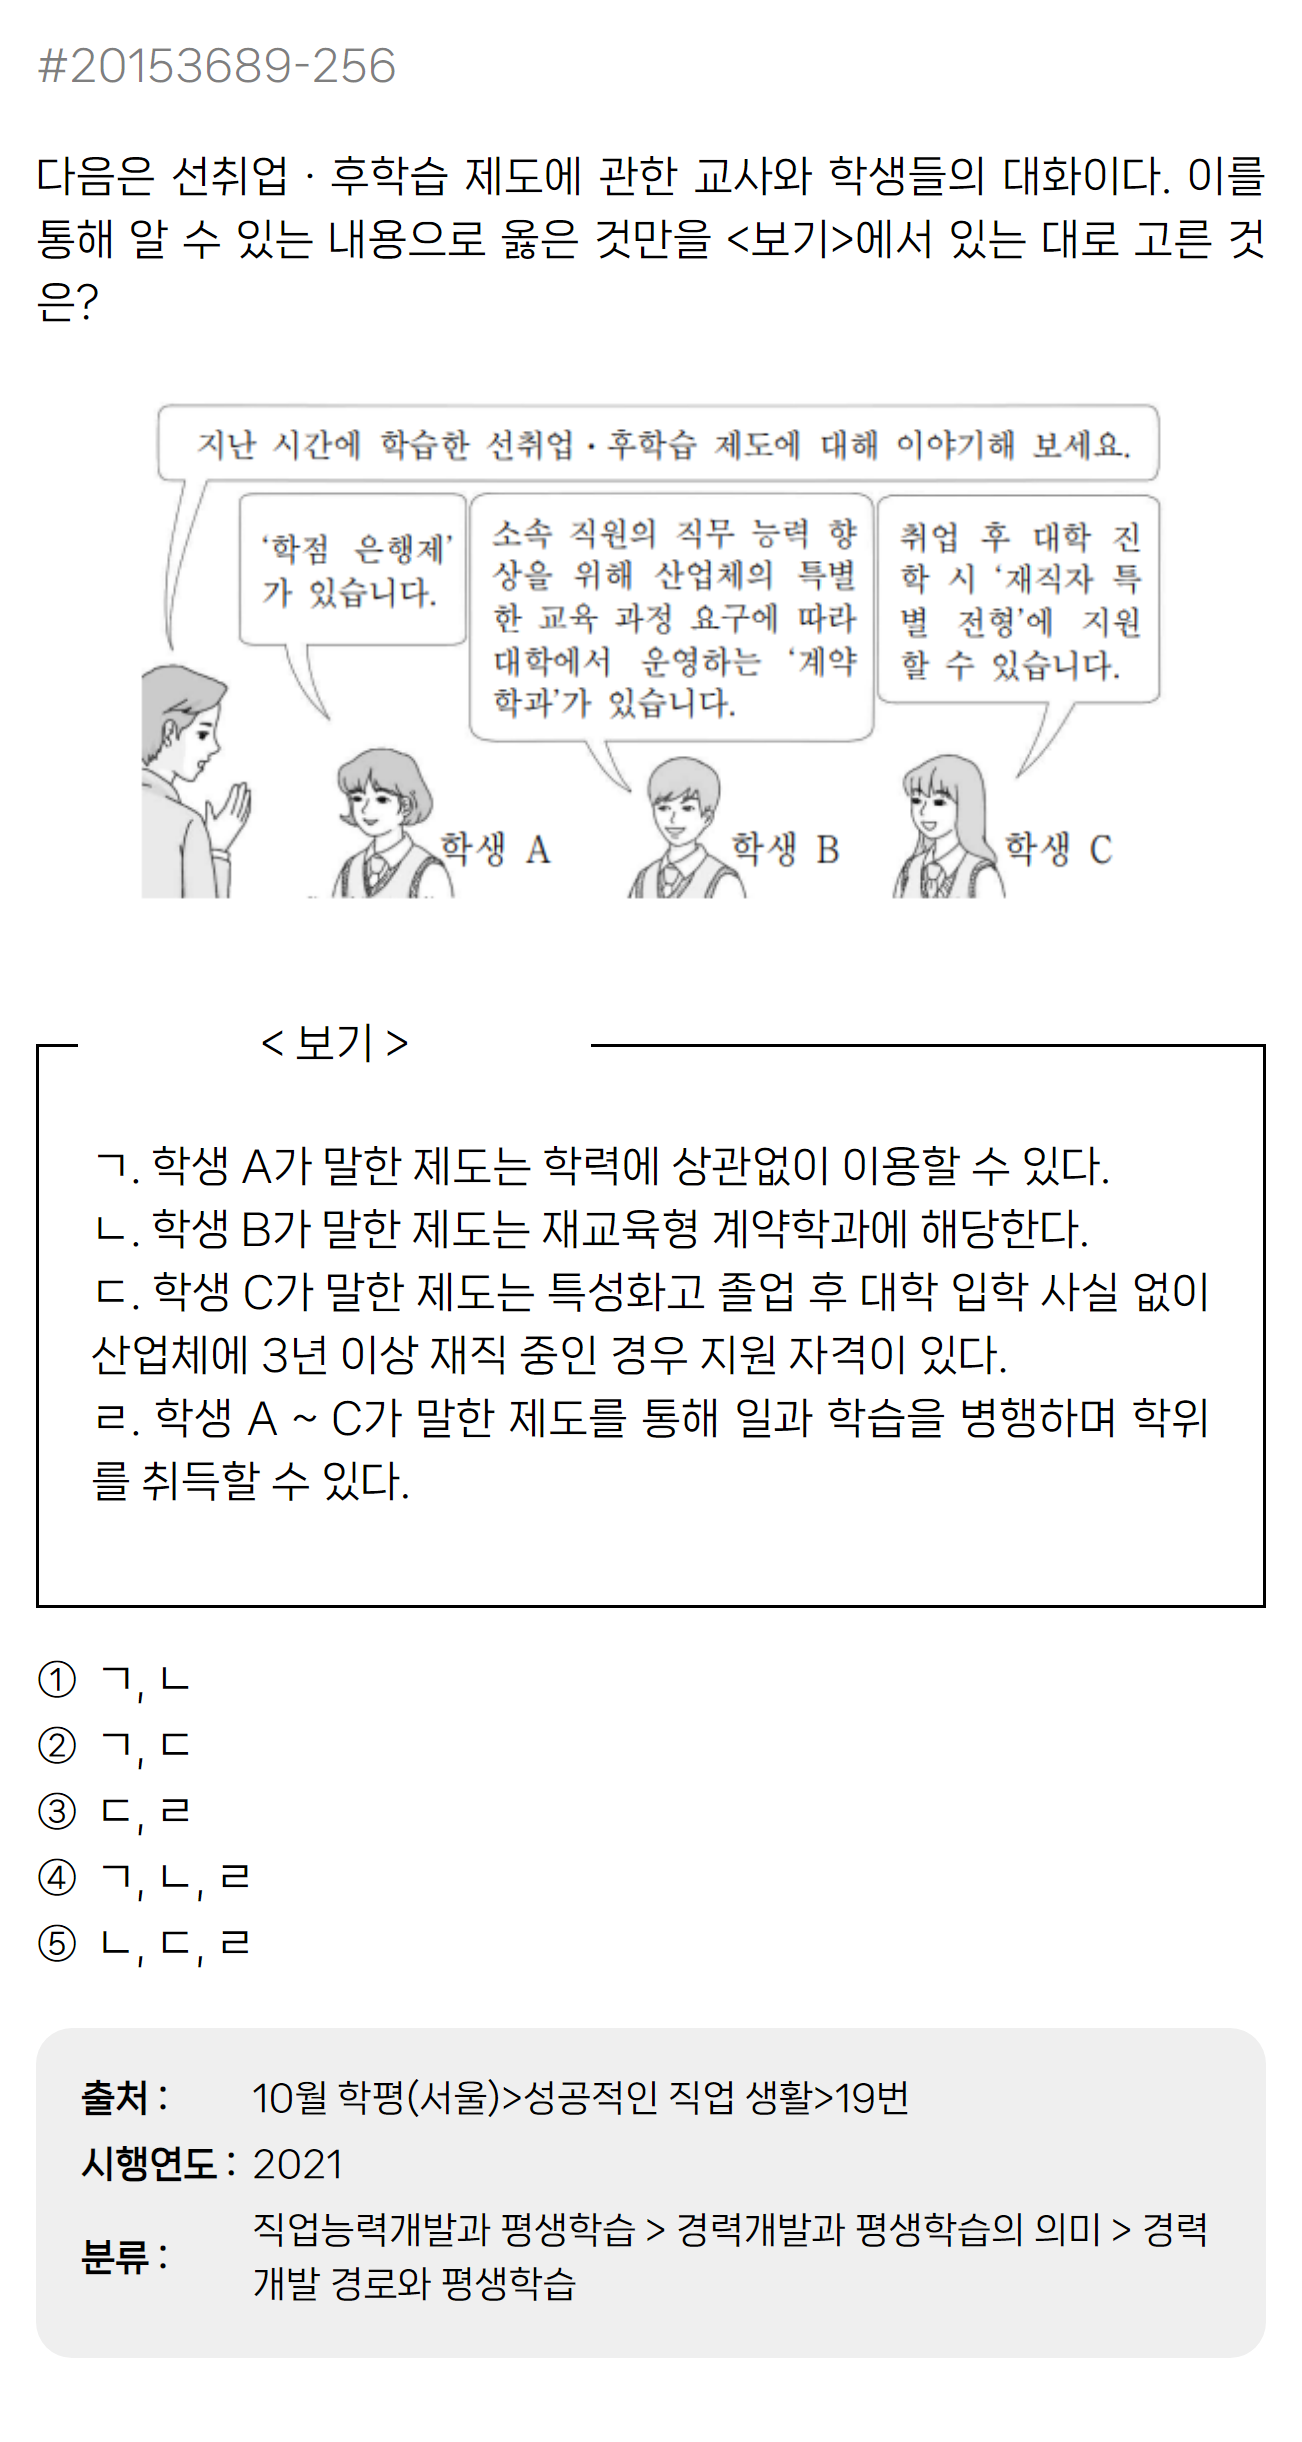 #20153689-256
다음은 선취업 · 후학습 제도에 관한 교사와 학생들의 대화이다. 이를
통해 알 수 있는 내용으로 옳은 것만을 <보기>에서 있는 대로 고른 것
은?
지난 시간에 학습한 선취업 · 후학습 제도에 대해 이야기해 보세요.
‘학점 은행제’
가 있습니다.
소속 직원의 직무 능력 향
상을 위해 산업체의 특별
한 교육 과정 요구에 따라
대학에서 운영하는 ‘계약
학과’가 있습니다.
취업 후 대학 진
학 시 ‘재직자 특
별 전형’에 지원
할 수 있습니다.
학생 A
학생 B
학생 C
< 보기 >
ㄱ. 학생 A가 말한 제도는 학력에 상관없이 이용할 수 있다.
ㄴ. 학생 B가 말한 제도는 재교육형 계약학과에 해당한다.
ㄷ. 학생 C가 말한 제도는 특성화고 졸업 후 대학 입학 사실 없이
산업체에 3년 이상 재직 중인 경우 지원 자격이 있다.
ㄹ. 학생 A ~ C가 말한 제도를 통해 일과 학습을 병행하며 학위
를 취득할 수 있다.
① ㄱ, ㄴ
② ㄱ, ㄷ
③ ㄷ, ㄹ
④ ㄱ, ㄴ, ㄹ
⑤ ㄴ, ㄷ, ㄹ
출처 : 10월 학평(서울)>성공적인 직업 생활>19번
시행연도 : 2021
분류 : 직업능력개발과 평생학습 > 경력개발과 평생학습의 의미 > 경력
개발 경로와 평생학습